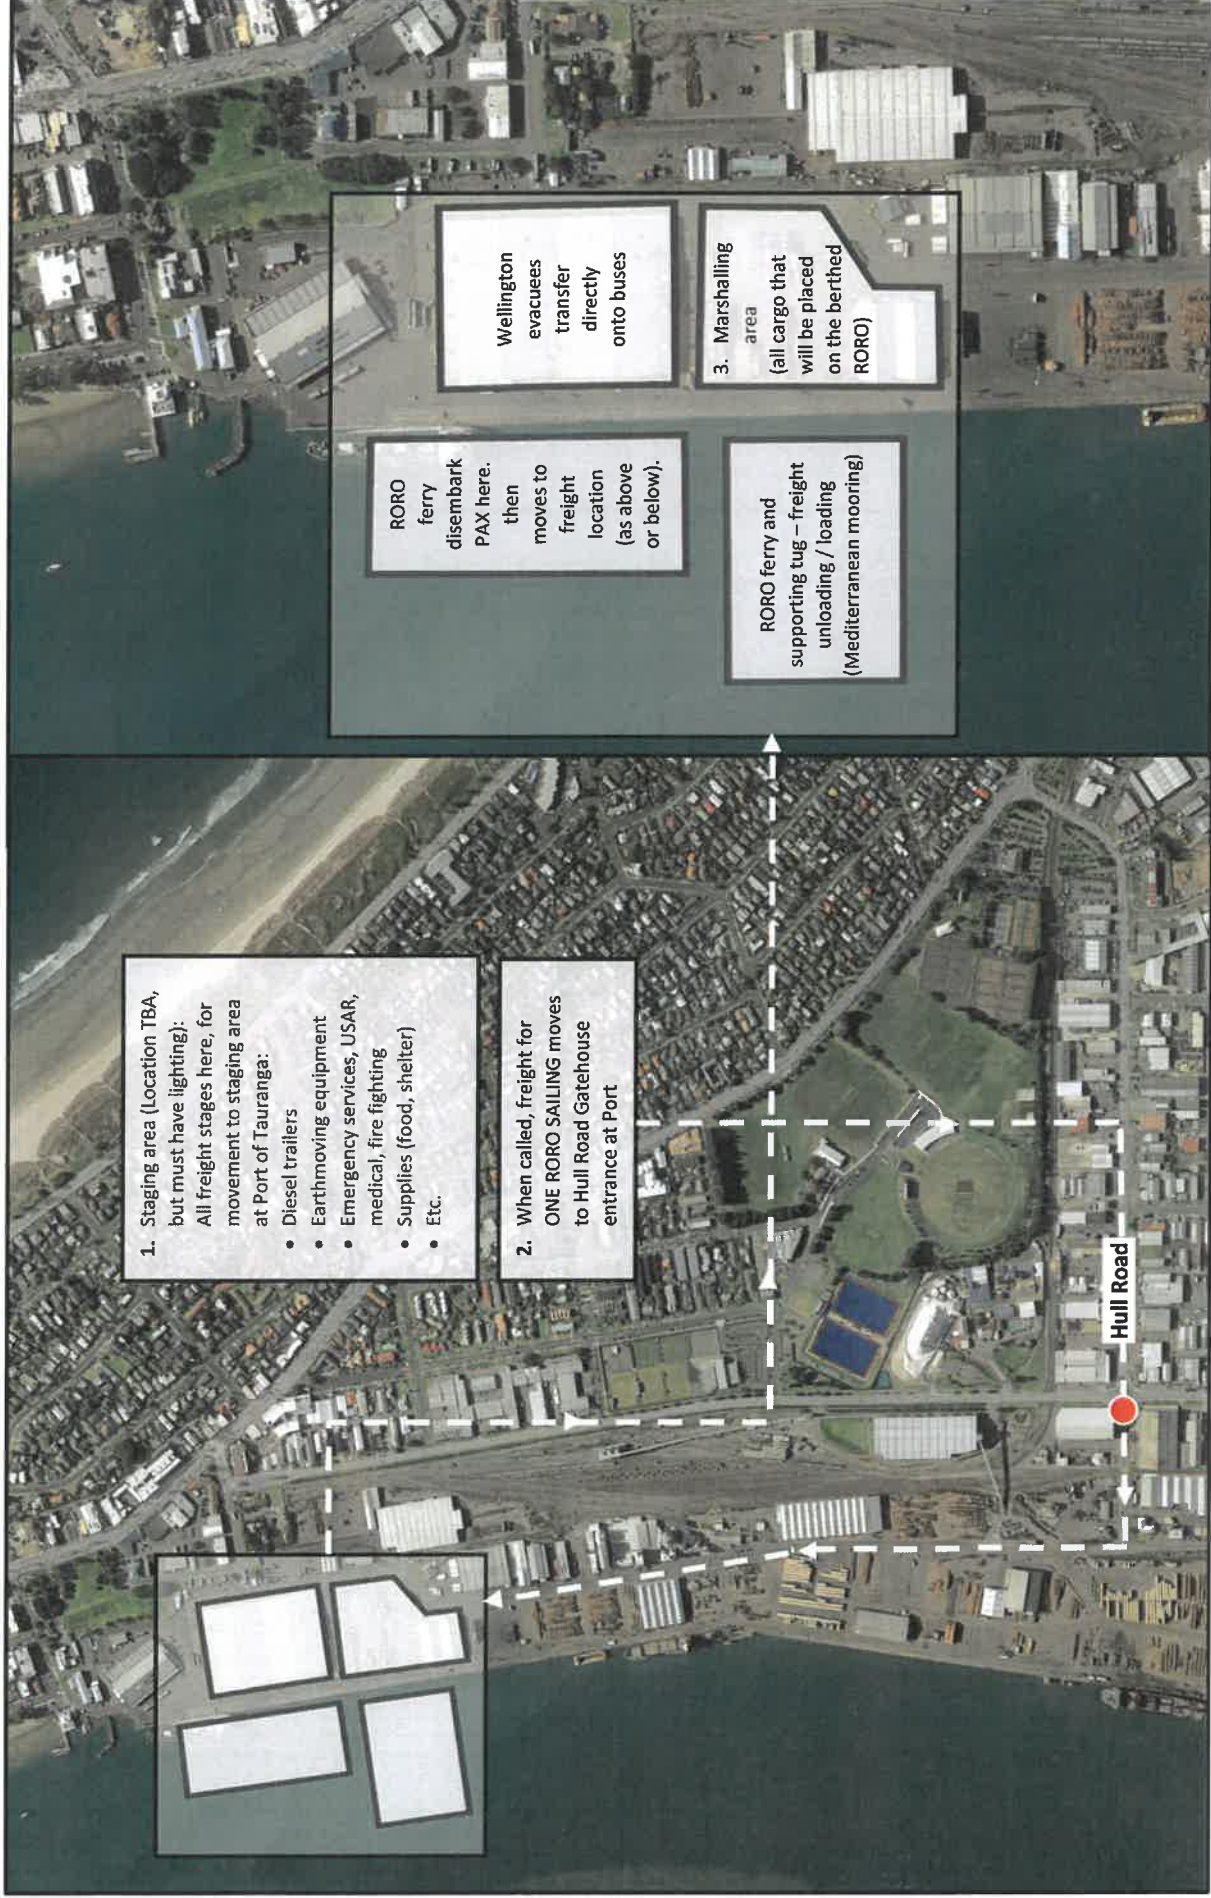 1. Staging area (Location TBA,
but must have lighting):
All freight stages here, for
movement to staging area
at Port of Tauranga:
• Diesel trailers
• Earthmoving equipment
• Emergency services, USAR,
medical, fire fighting
• Supplies (food, shelter)
• Etc.
2. When called, freight for
ONE RORO SAILING moves
to Hull Road Gatehouse
entrance at Port
Hull Road
RORO
ferry
disembark
PAX here.
then
moves to
freight
location
(as above
or below).
Wellington
evacuees
transfer
directly
onto buses
RORO ferry and
supporting tug – freight
unloading / loading
(Mediterranean mooring)
3. Marshalling
area
(all cargo that
will be placed
on the berthed
RORO)